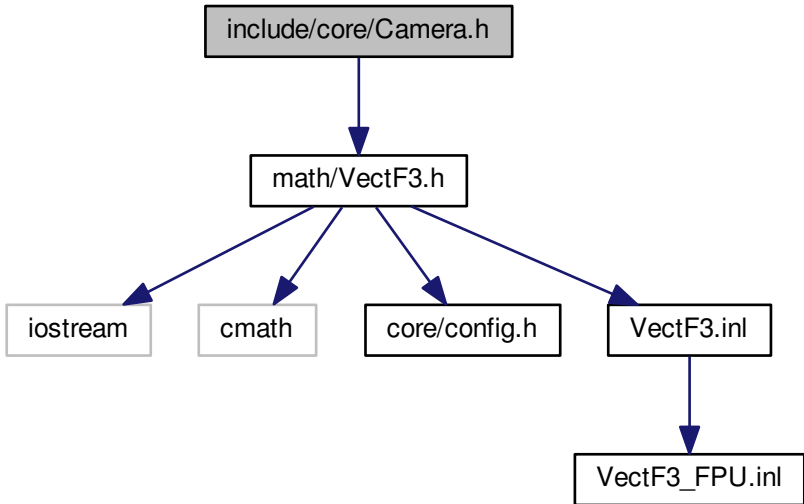 include/core/Camera.h
math/VectF3.h
iostream
cmath
core/config.h
VectF3.inl
VectF3_FPU.inl